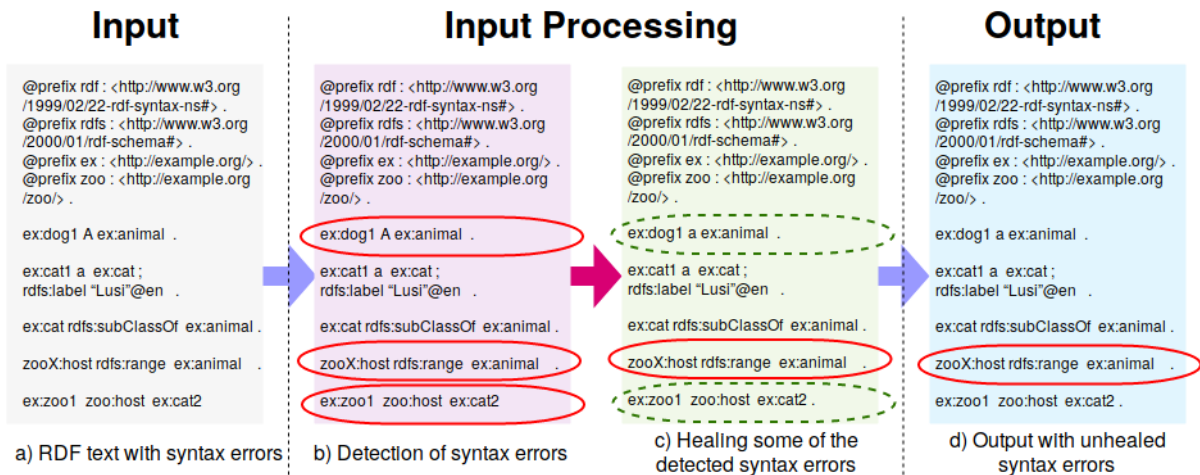 Input
Input Processing
Output
@prefix rdf : <http://www.w3.org
/1999/02/22-rdf-syntax-ns#> .
@prefix rdfs : <http://www.w3.org
/2000/01/rdf-schema#> .
@prefix ex : <http://example.org/> .
@prefix zoo : <http://example.org
/zoo/> .
ex:dog1 A ex:animal .
ex:cat1 a ex:cat ;
rdfs:label “Lusi”@en .
ex:cat rdfs:subClassOf ex:animal .
zooX:host rdfs:range ex:animal .
ex:zoo1 zoo:host ex:cat2
a) RDF text with syntax errors
@prefix rdf : <http://www.w3.org
/1999/02/22-rdf-syntax-ns#> .
@prefix rdfs : <http://www.w3.org
/2000/01/rdf-schema#> .
@prefix ex : <http://example.org/> .
@prefix zoo : <http://example.org
/zoo/> .
ex:dog1 A ex:animal .
ex:cat1 a ex:cat ;
rdfs:label “Lusi”@en .
ex:cat rdfs:subClassOf ex:animal .
zooX:host rdfs:range ex:animal .
ex:zoo1 zoo:host ex:cat2
b) Detection of syntax errors
@prefix rdf : <http://www.w3.org
/1999/02/22-rdf-syntax-ns#> .
@prefix rdfs : <http://www.w3.org
/2000/01/rdf-schema#> .
@prefix ex : <http://example.org/> .
@prefix zoo : <http://example.org
/zoo/> .
ex:dog1 a ex:animal .
ex:cat1 a ex:cat ;
rdfs:label “Lusi”@en .
ex:cat rdfs:subClassOf ex:animal .
zooX:host rdfs:range ex:animal .
ex:zoo1 zoo:host ex:cat2 .
c) Healing some of the
detected syntax errors
@prefix rdf : <http://www.w3.org
/1999/02/22-rdf-syntax-ns#> .
@prefix rdfs : <http://www.w3.org
/2000/01/rdf-schema#> .
@prefix ex : <http://example.org/> .
@prefix zoo : <http://example.org
/zoo/> .
ex:dog1 a ex:animal .
ex:cat1 a ex:cat ;
rdfs:label “Lusi”@en .
ex:cat rdfs:subClassOf ex:animal .
zooX:host rdfs:range ex:animal .
ex:zoo1 zoo:host ex:cat2 .
d) Output with unhealed
syntax errors